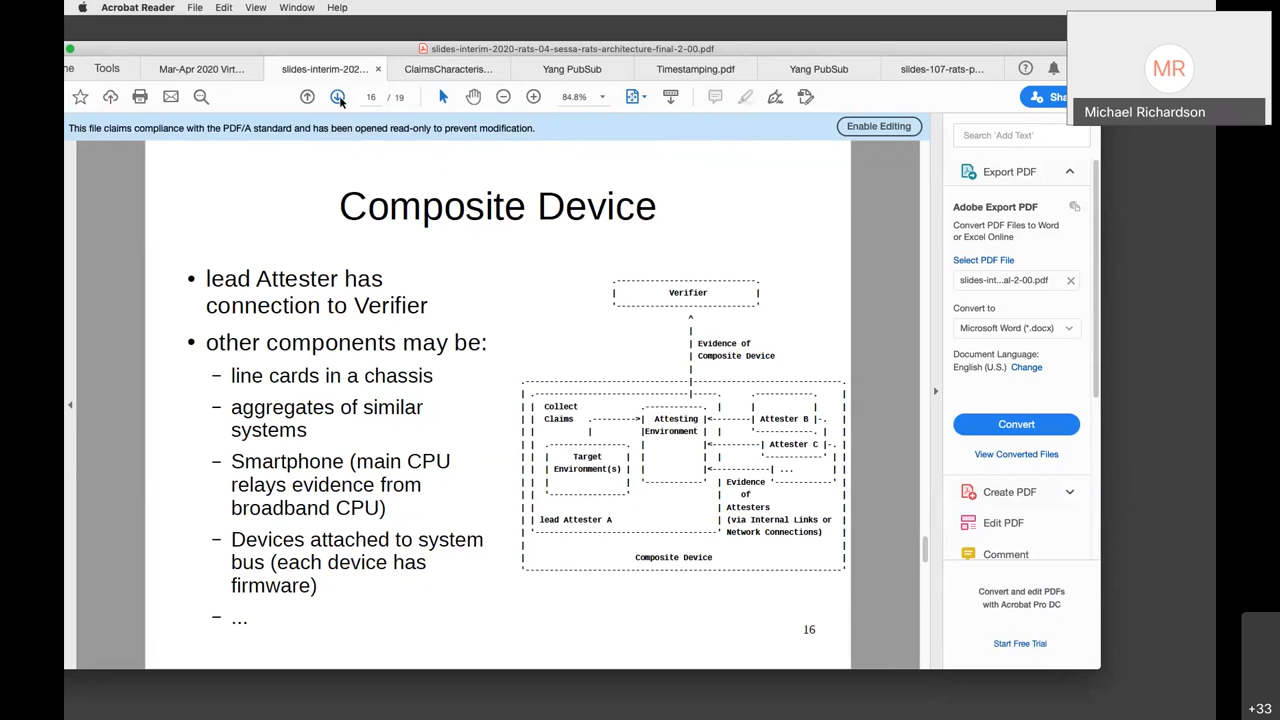 Acrobat Reader File Edit View Window Help
slides-interim-2020-rats-04-sessa-rats-architecture-final-2-00.pdf
me Tools Mar-Apr 2020 Virt... slides-interim-202... × ClaimsCharacteris... Yang PubSub Timestamping.pdf Yang PubSub slides-107-rats-p...
16 / 19 84.8% Sha
MR
Michael Richardson
This file claims compliance with the PDF/A standard and has been opened read-only to prevent modification. Enable Editing
Composite Device
• lead Attester has
connection to Verifier
• other components may be:
– line cards in a chassis
– aggregates of similar
systems
– Smartphone (main CPU
relays evidence from
broadband CPU)
– Devices attached to system
bus (each device has
firmware)
– ...
Verifier
Evidence of
Composite Device
Collect
Claims
Attesting
Environment
Attester B
Attester C
...
Target
Environment(s)
Evidence
of
Attesters
(via Internal Links or
Network Connections)
lead Attester A
Composite Device
16
Search 'Add Text'
Export PDF
Adobe Export PDF
Convert PDF Files to Word
or Excel Online
Select PDF File
slides-int...al-2-00.pdf
Convert to
Microsoft Word (*.docx)
Document Language:
English (U.S.) Change
Convert
View Converted Files
Create PDF
Edit PDF
Comment
Convert and edit PDFs
with Acrobat Pro DC
Start Free Trial
+33